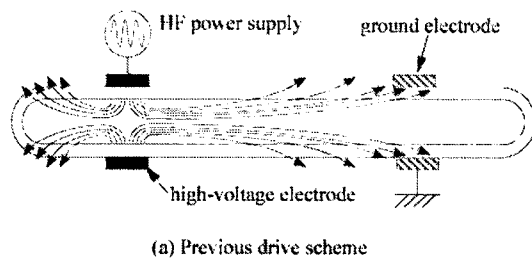 HF power supply
ground electrode
high-voltage electrode
(a) Previous drive scheme